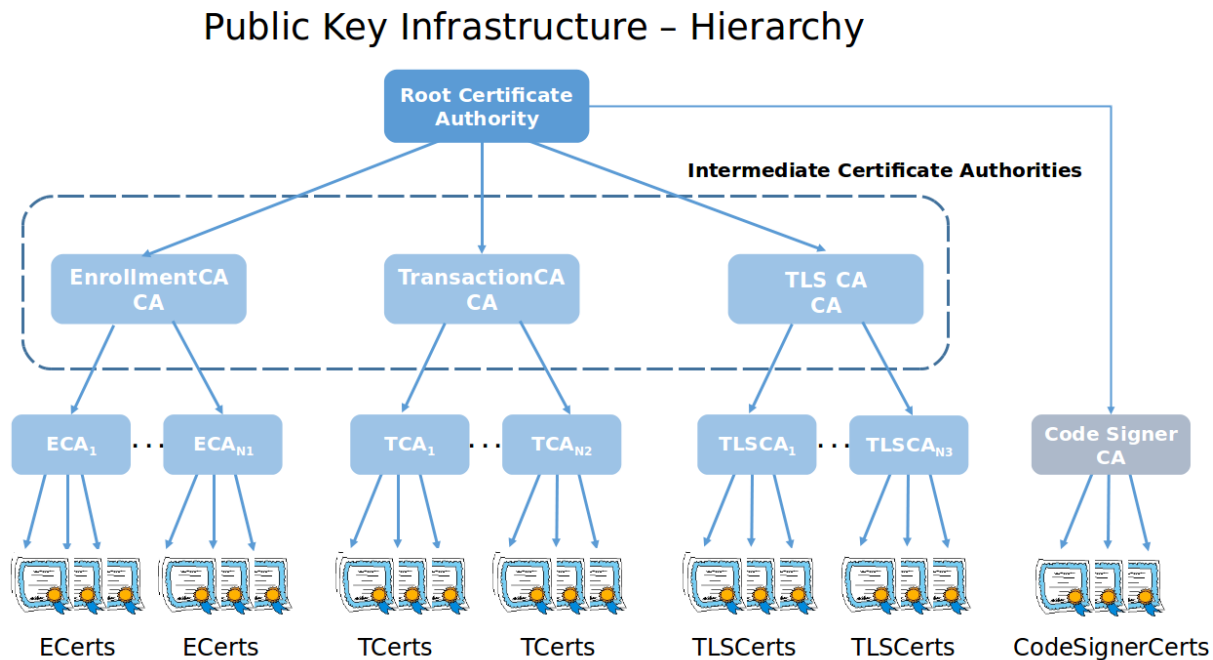 Public Key Infrastructure – Hierarchy
Root Certificate
Authority
Intermediate Certificate Authorities
EnrollmentCA
CA
TransactionCA
CA
TLS CA
CA
ECA1
...
ECAN1
TCA1
...
TCAN2
TLSCA1
...
TLSCAN3
Code Signer
CA
ECerts
ECerts
TCerts
TCerts
TLSCerts
TLSCerts
CodeSignerCerts